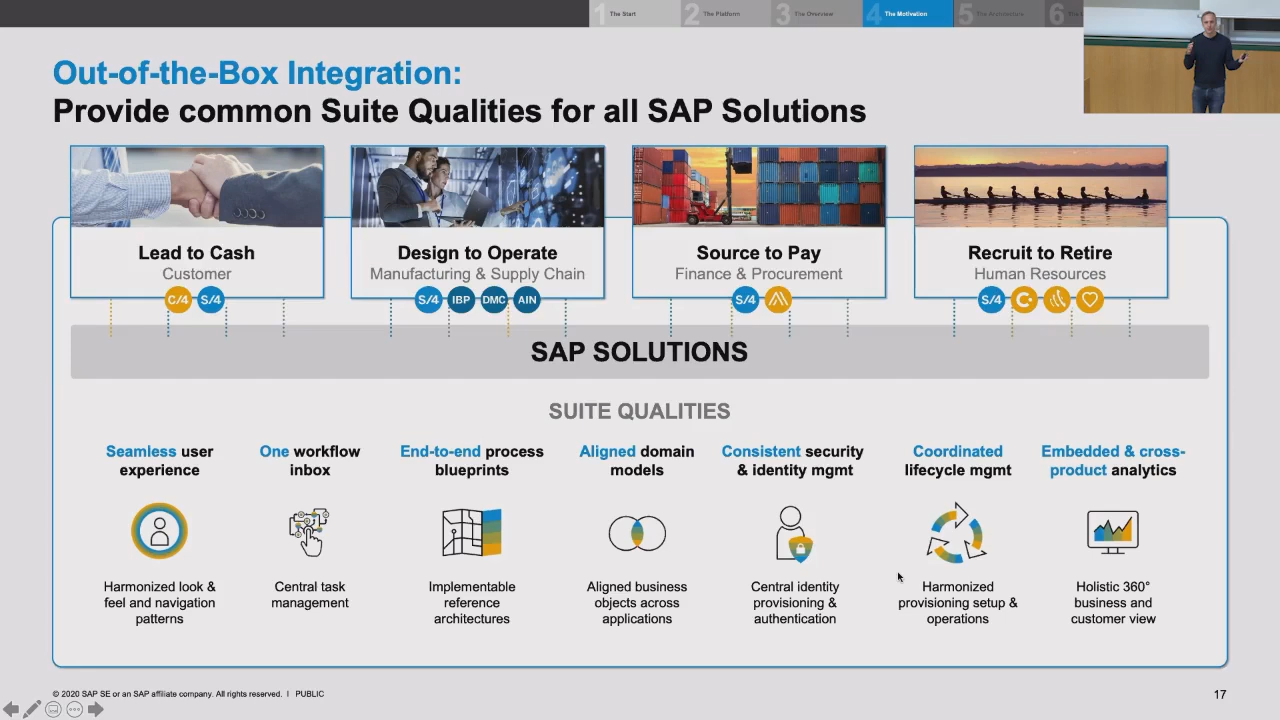 1 The Start
2 The Platform
3 The Overview
4 The Motivation
5 The Architecture
6
Out-of-the-Box Integration:
Provide common Suite Qualities for all SAP Solutions
Lead to Cash
Customer
C/4 S/4
Design to Operate
Manufacturing & Supply Chain
S/4 IBP DMC AIN
Source to Pay
Finance & Procurement
S/4
Recruit to Retire
Human Resources
S/4
SAP SOLUTIONS
SUITE QUALITIES
Seamless user
experience
Harmonized look &
feel and navigation
patterns
One workflow
inbox
Central task
management
End-to-end process
blueprints
Implementable
reference
architectures
Aligned domain
models
Aligned business
objects across
applications
Consistent security
& identity mgmt
Central identity
provisioning &
authentication
Coordinated
lifecycle mgmt
Harmonized
provisioning setup &
operations
Embedded & cross-
product analytics
Holistic 360°
business and
customer view
© 2020 SAP SE or an SAP affiliate company. All rights reserved. I PUBLIC
17